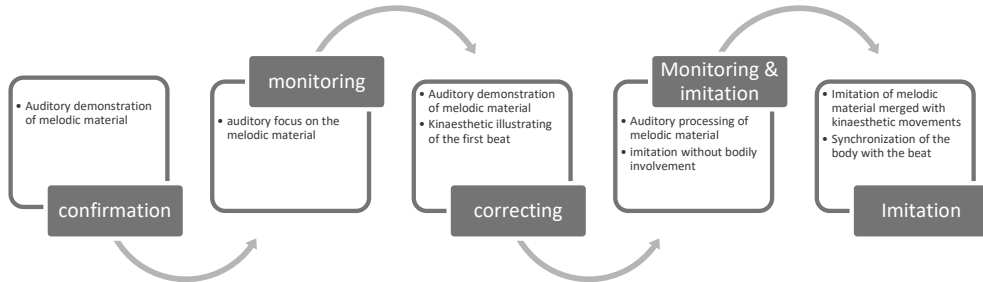 • Auditory demonstration
of melodic material
confirmation
monitoring
• auditory focus on the
melodic material
• Auditory demonstration
of melodic material
• Kinaesthetic illustrating
of the first beat
correcting
Monitoring &
imitation
• Auditory processing of
melodic material
• imitation without bodily
involvement
• Imitation of melodic
material merged with
kinaesthetic movements
• Synchronization of the
body with the beat
Imitation